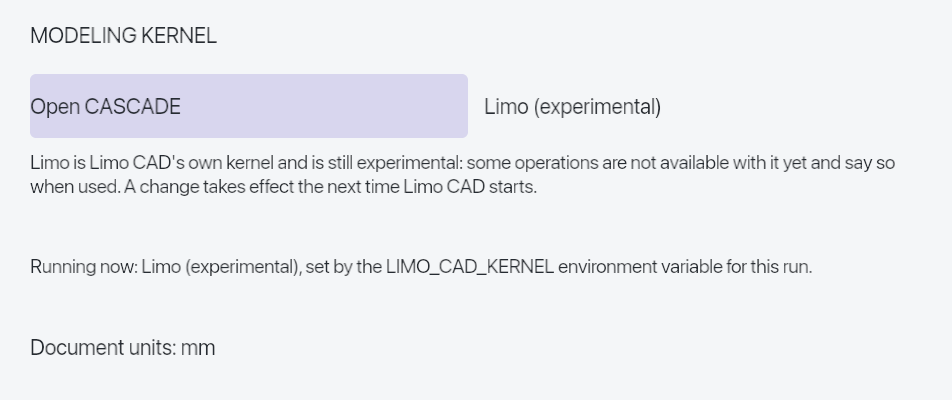 MODELING KERNEL
Open CASCADE
Limo (experimental)
Limo is Limo CAD's own kernel and is still experimental: some operations are not available with it yet and say so
when used. A change takes effect the next time Limo CAD starts.
Running now: Limo (experimental), set by the LIMO_CAD_KERNEL environment variable for this run.
Document units: mm